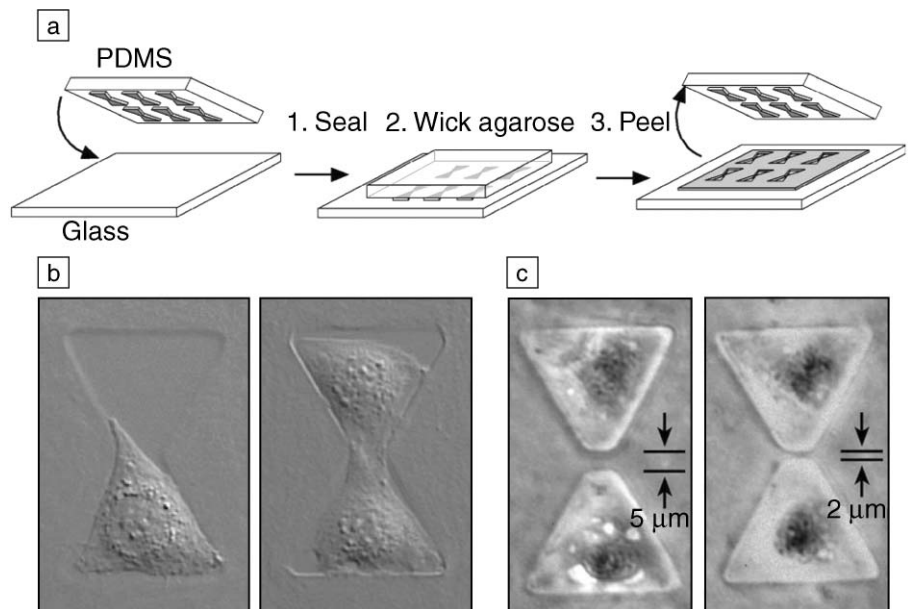 a
PDMS
1. Seal 2. Wick agarose 3. Peel
Glass
b
c
5 μm
2 μm